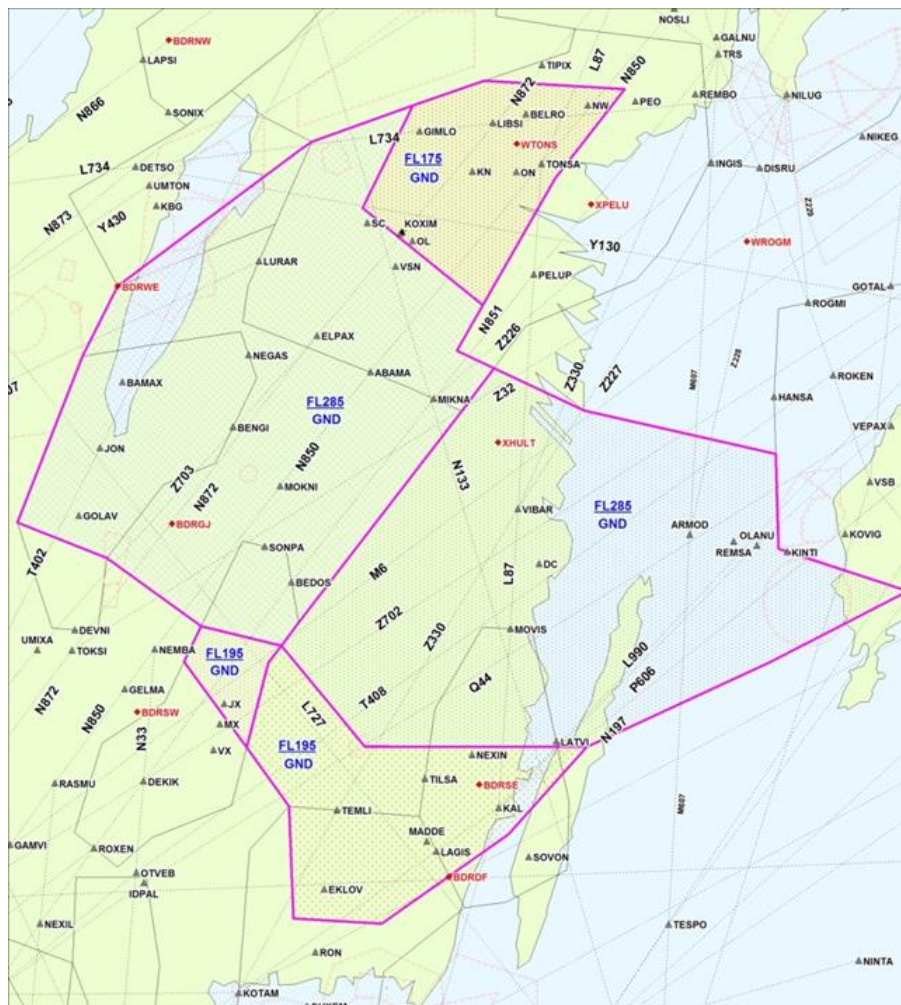 NOSLI
BDRNW
GALNU
TRS
LAPSI
TIPIX
L87
N850
N872
N866
REMBO
NILUG
NW
PEO
SONIX
BELRO
LIBSI
GIMLO
L734
NIKEG
WTONS
L734
DETSO
FL175
GND
TONSA
INGIS
DISRU
KN
ON
UMTON
KBG
XPELU
Z229
N873
Y430
SC
KOXIM
OL
Y130
WROGM
LURAR
VSN
PELUP
BDRWE
GOTAL
ROGMI
N851
Z226
ELPAX
NEGAS
Z228
ABAMA
Z330
Z227
M607
ROKEN
BAMAX
Z32
FL285
GND
MIKNA
HANSA
BENGI
VEPAX
XHULT
JON
N850
Z703
N133
MOKNI
VSB
N872
FL285
GND
GOLAV
BDRGJ
VIBAR
ARMOD
OLANU
REMSA
KINTI
KOVIG
SONPA
T402
M6
L87
DC
BEDOS
Z702
DEVNI
MOVIS
Z330
UMIXA
TOKSI
NEMBA
FL195
GND
L990
P606
Q44
GELMA
N872
JX
T408
BDRSW
L727
N850
MX
N33
N197
VX
FL195
GND
LATVI
NEXIN
RASMU
DEKIK
TILSA
BDRSE
M607
TEMLI
KAL
GAMVI
ROXEN
MADDE
LAGIS
SOVON
OTVEB
IDPAL
BDRDF
EKLOV
NEXIL
TESPO
RON
NINTA
KOTAM